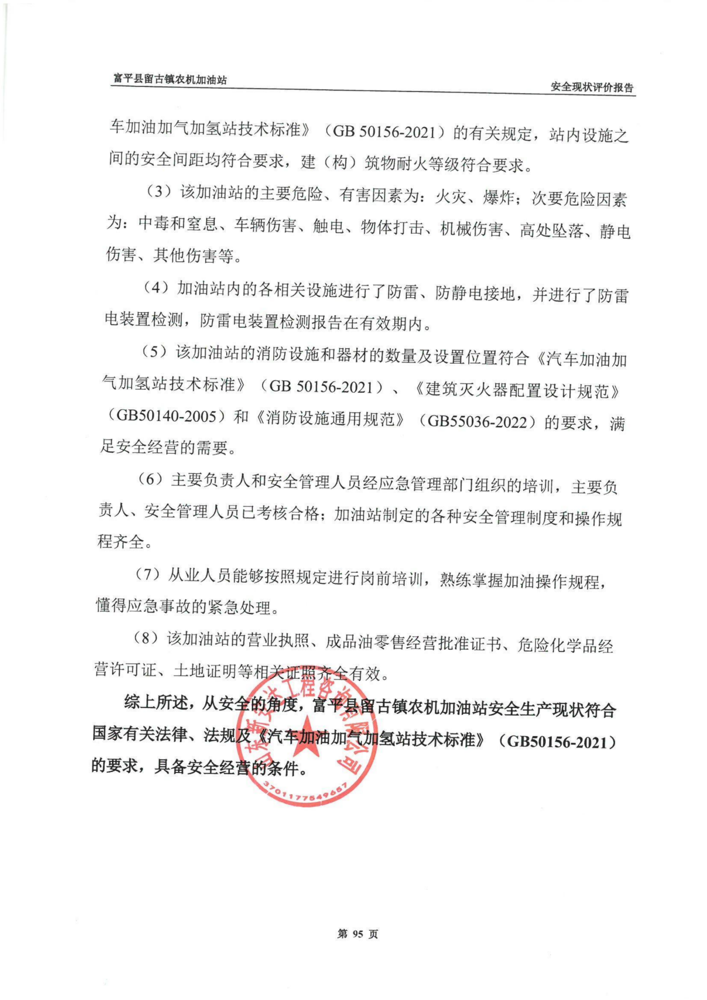 富平县留古镇农机加油站
安全现状评价报告
车加油加气加氢站技术标准》（GB 50156-2021）的有关规定，站内设施之
间的安全间距均符合要求，建（构）筑物耐火等级符合要求。
（3）该加油站的主要危险、有害因素为：火灾、爆炸；次要危险因素
为：中毒和窒息、车辆伤害、触电、物体打击、机械伤害、高处坠落、静电
伤害、其他伤害等。
（4）加油站内的各相关设施进行了防雷、防静电接地，并进行了防雷
电装置检测，防雷电装置检测报告在有效期内。
（5）该加油站的消防设施和器材的数量及设置位置符合《汽车加油加
气加氢站技术标准》（GB 50156-2021）、《建筑灭火器配置设计规范》
（GB50140-2005）和《消防设施通用规范》（GB55036-2022）的要求，满
足安全经营的需要。
（6）主要负责人和安全管理人员经应急管理部门组织的培训，主要负
责人、安全管理人员已考核合格；加油站制定的各种安全管理制度和操作规
程齐全。
（7）从业人员能够按照规定进行岗前培训，熟练掌握加油操作规程，
懂得应急事故的紧急处理。
（8）该加油站的营业执照、成品油零售经营批准证书、危险化学品经
营许可证、土地证明等相关证照齐全有效。
综上所述，从安全的角度，富平县留古镇农机加油站安全生产现状符合
国家有关法律、法规及《汽车加油加气加氢站技术标准》（GB50156-2021）
的要求，具备安全经营的条件。
山东新安达工程咨询有限公司
3701177549657
第 95 页